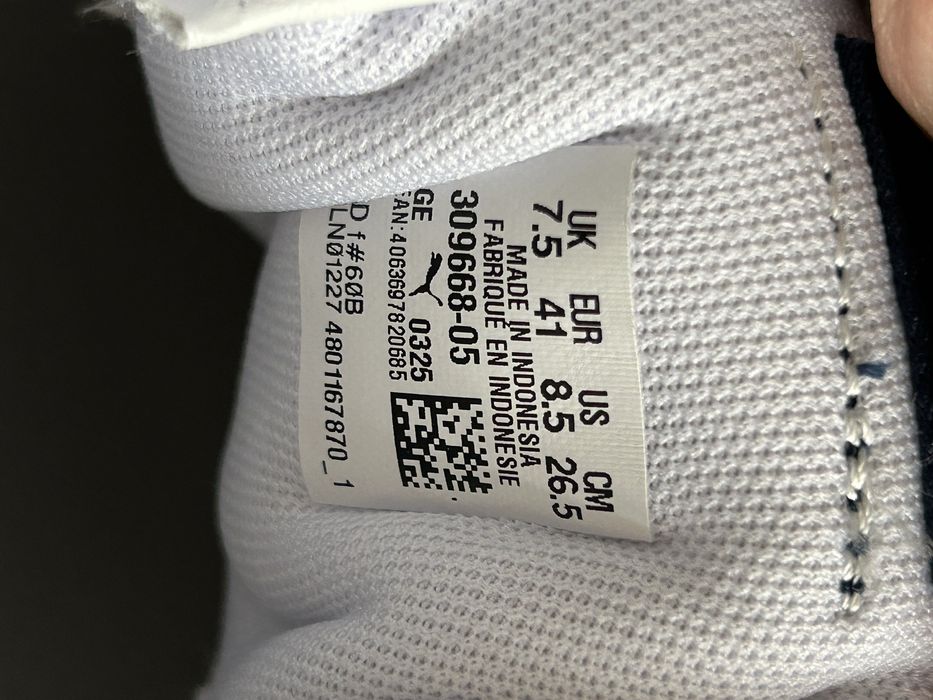 UK EUR US CM
7.5 41 8.5 26.5
MADE IN INDONESIA
FABRIQUÉ EN INDONESIE
309668-05
GE 0325
EAN:4063697820685
D f#60B
LN01227 4801167870_1